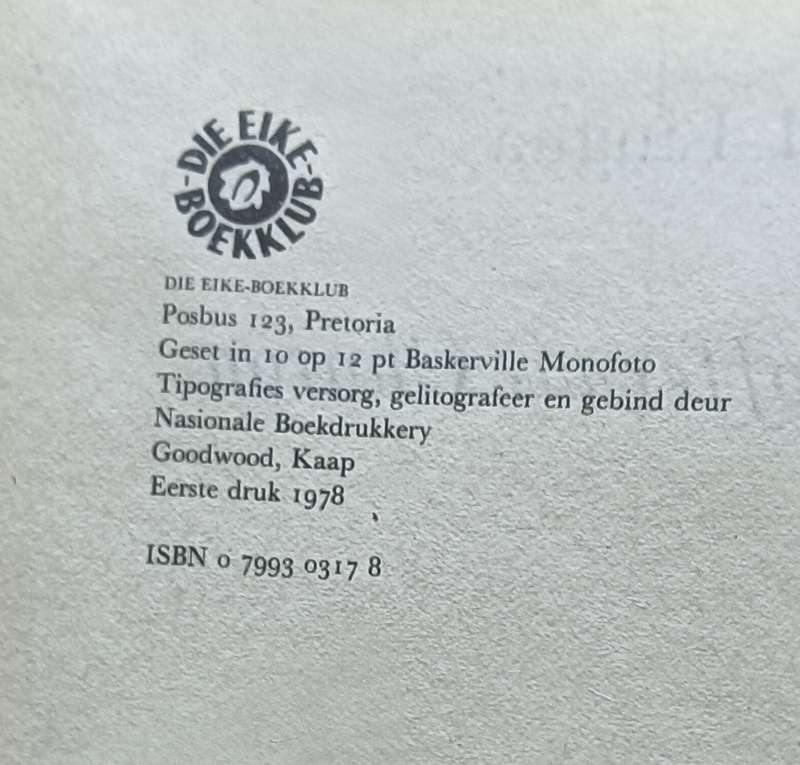 DIE EIKE-
BOEKKLUB
DIE EIKE-BOEKKLUB
Posbus 123, Pretoria
Geset in 10 op 12 pt Baskerville Monofoto
Tipografies versorg, gelitografeer en gebind deur
Nasionale Boekdrukkery
Goodwood, Kaap
Eerste druk 1978
ISBN 0 7993 0317 8